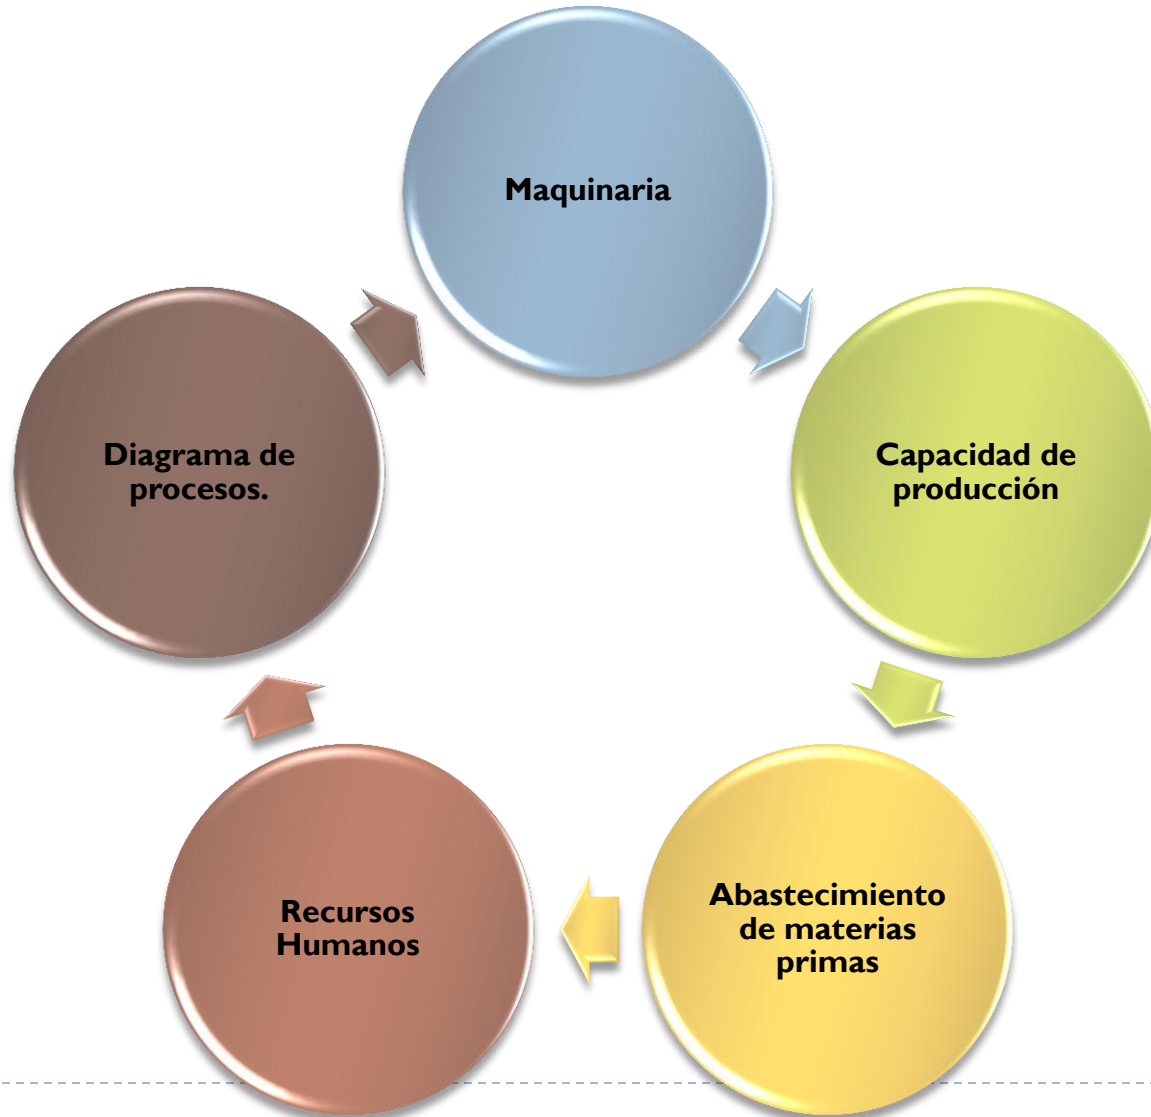 Maquinaria
Capacidad de
producción
Abastecimiento
de materias
primas
Recursos
Humanos
Diagrama de
procesos.